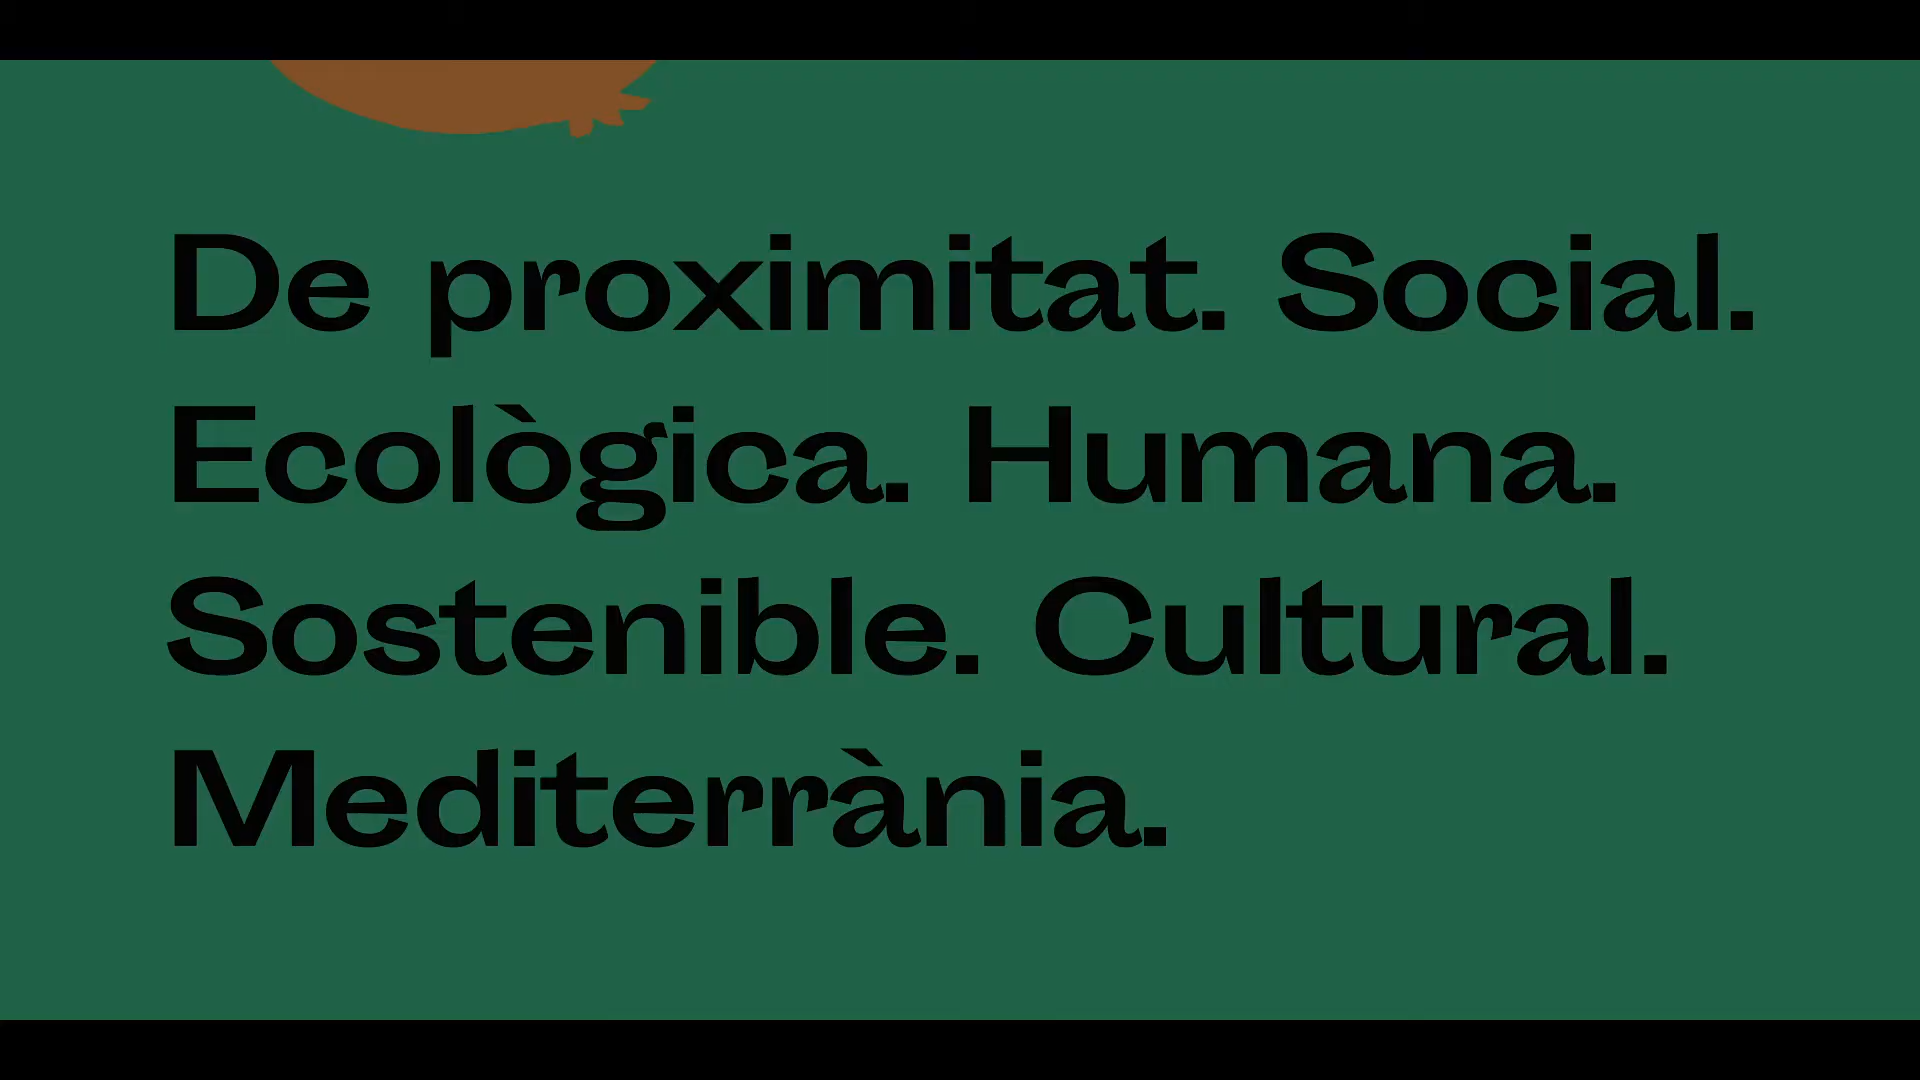 De proximitat. Social.
Ecològica. Humana.
Sostenible. Cultural.
Mediterrània.